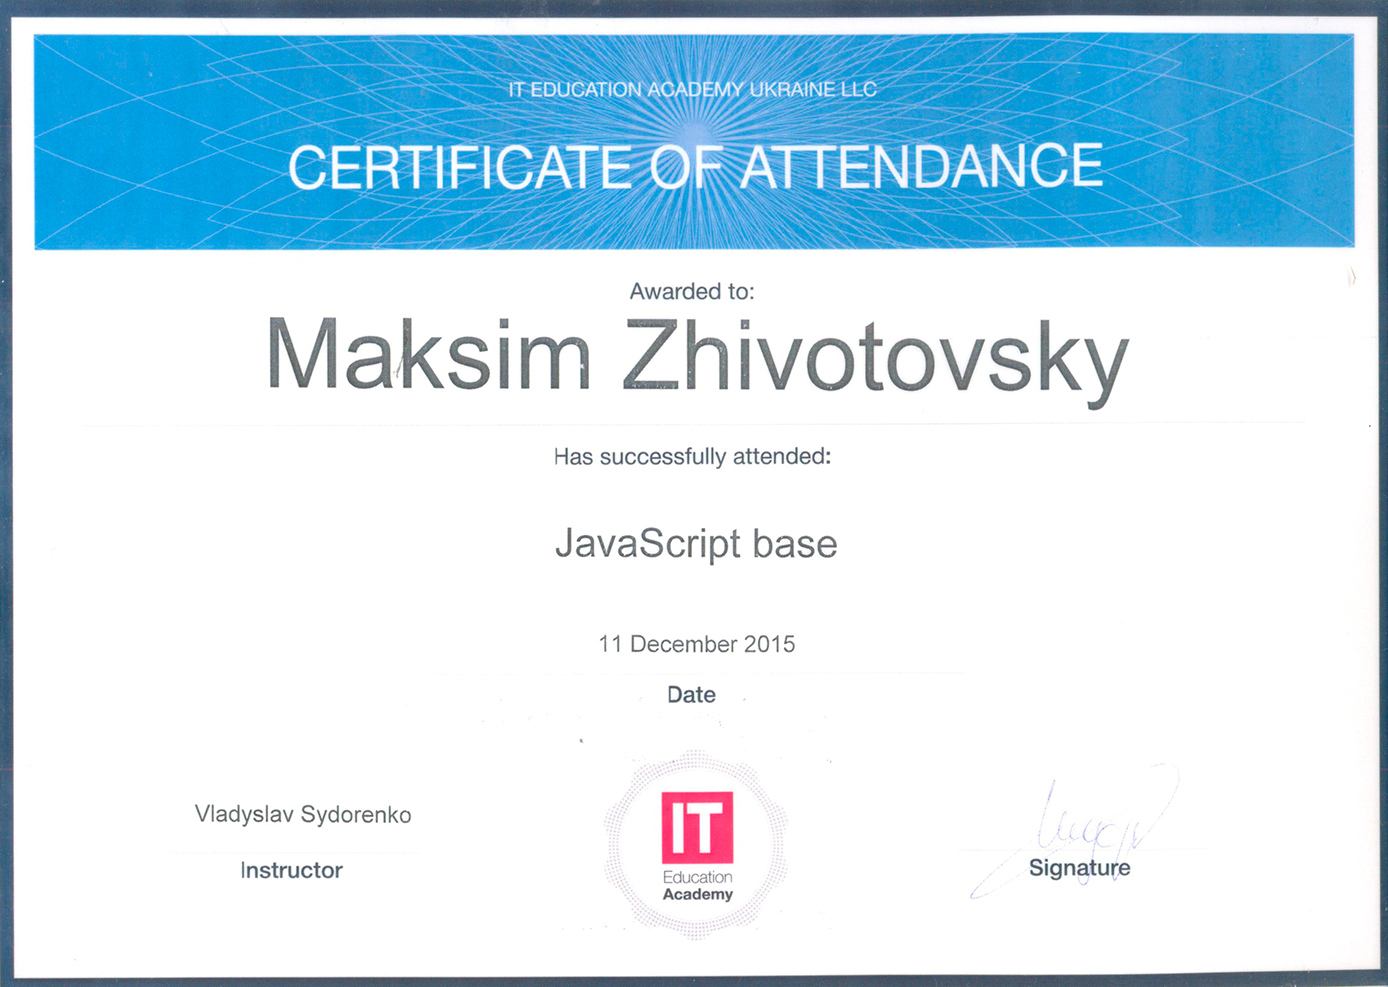 IT EDUCATION ACADEMY UKRAINE LLC
CERTIFICATE OF ATTENDANCE
Awarded to:
Maksim Zhivotovsky
Has successfully attended:
JavaScript base
11 December 2015
Date
Vladyslav Sydorenko
Instructor
IT
Education
Academy
Signature